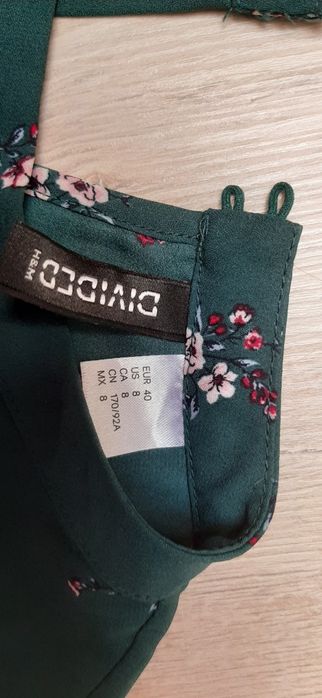 DIVIDED
H&M
EUR 40
US 8
CA 8
CN 170/92A
MX 8